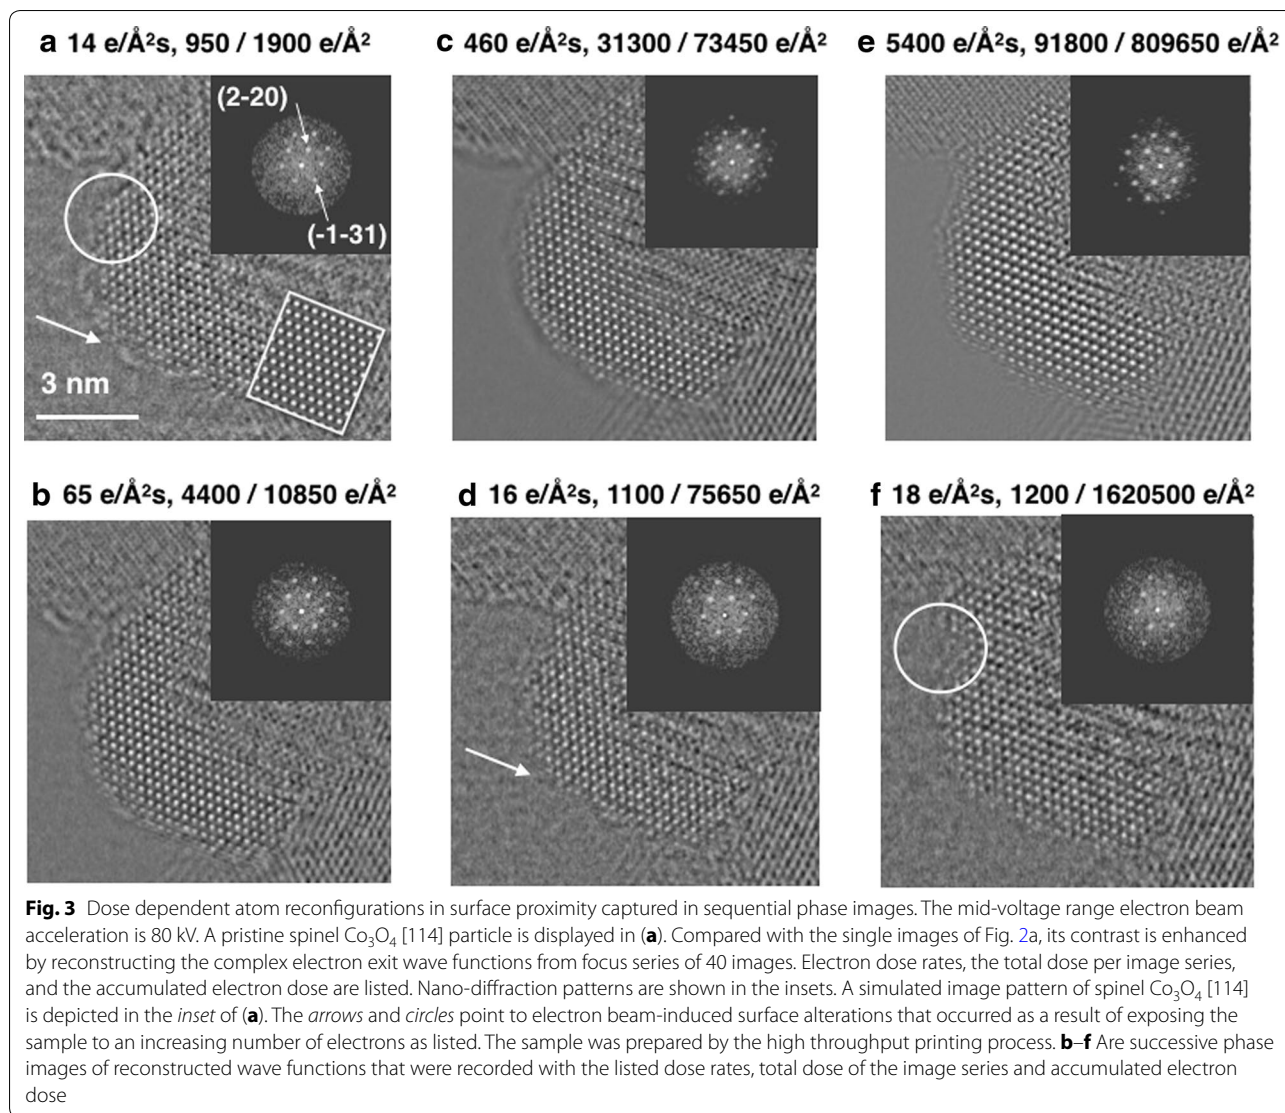 a 14 e/Å²s, 950 / 1900 e/Å²
c 460 e/Å²s, 31300 / 73450 e/Å²
e 5400 e/Å²s, 91800 / 809650 e/Å²
(2-20)
(-1-31)
3 nm
b 65 e/Å²s, 4400 / 10850 e/Å²
d 16 e/Å²s, 1100 / 75650 e/Å²
f 18 e/Å²s, 1200 / 1620500 e/Å²
Fig. 3 Dose dependent atom reconfigurations in surface proximity captured in sequential phase images. The mid-voltage range electron beam
acceleration is 80 kV. A pristine spinel Co₃O₄ [114] particle is displayed in (a). Compared with the single images of Fig. 2a, its contrast is enhanced
by reconstructing the complex electron exit wave functions from focus series of 40 images. Electron dose rates, the total dose per image series,
and the accumulated electron dose are listed. Nano-diffraction patterns are shown in the insets. A simulated image pattern of spinel Co₃O₄ [114]
is depicted in the inset of (a). The arrows and circles point to electron beam-induced surface alterations that occurred as a result of exposing the
sample to an increasing number of electrons as listed. The sample was prepared by the high throughput printing process. b–f Are successive phase
images of reconstructed wave functions that were recorded with the listed dose rates, total dose of the image series and accumulated electron
dose